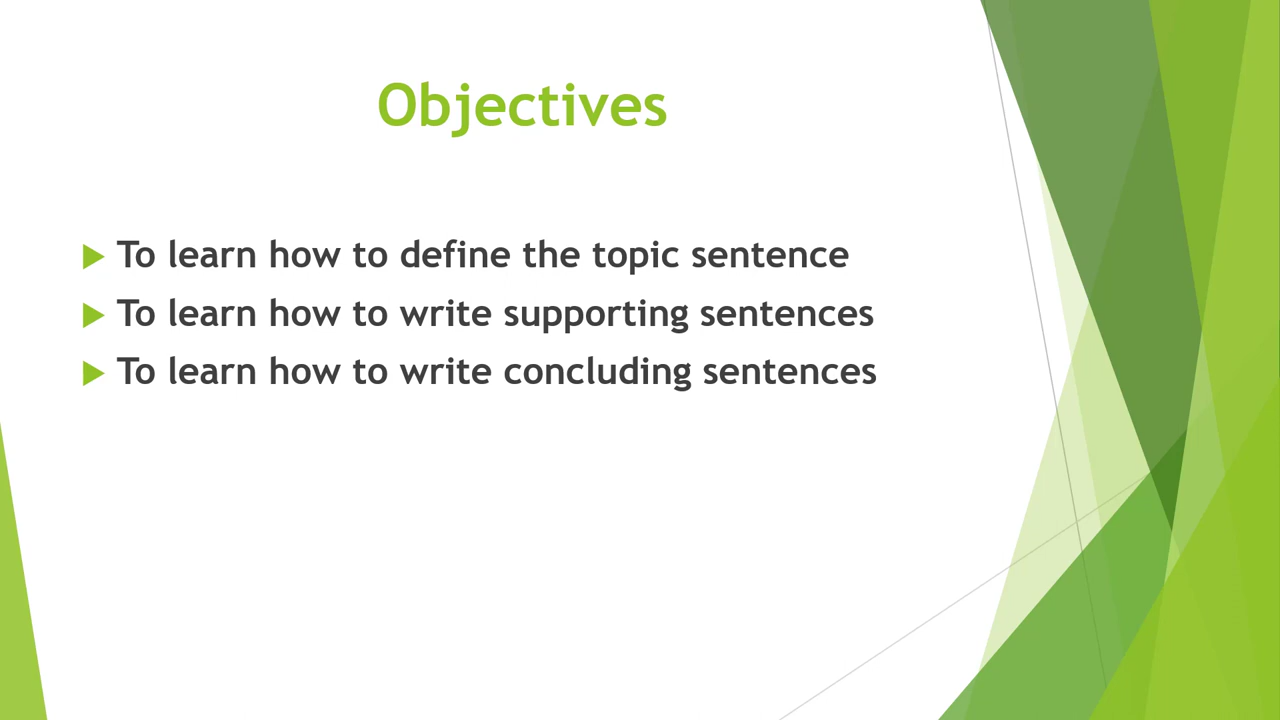 Objectives
To learn how to define the topic sentence
To learn how to write supporting sentences
To learn how to write concluding sentences